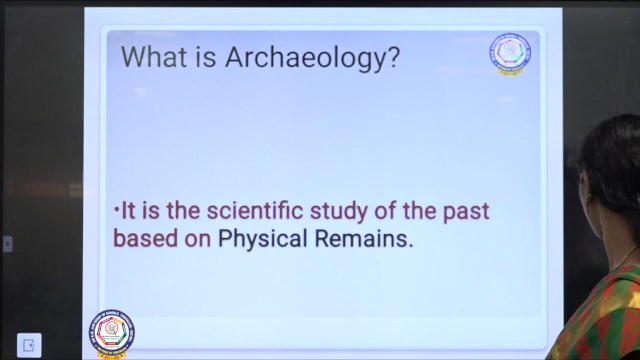 What is Archaeology?
•It is the scientific study of the past
based on Physical Remains.